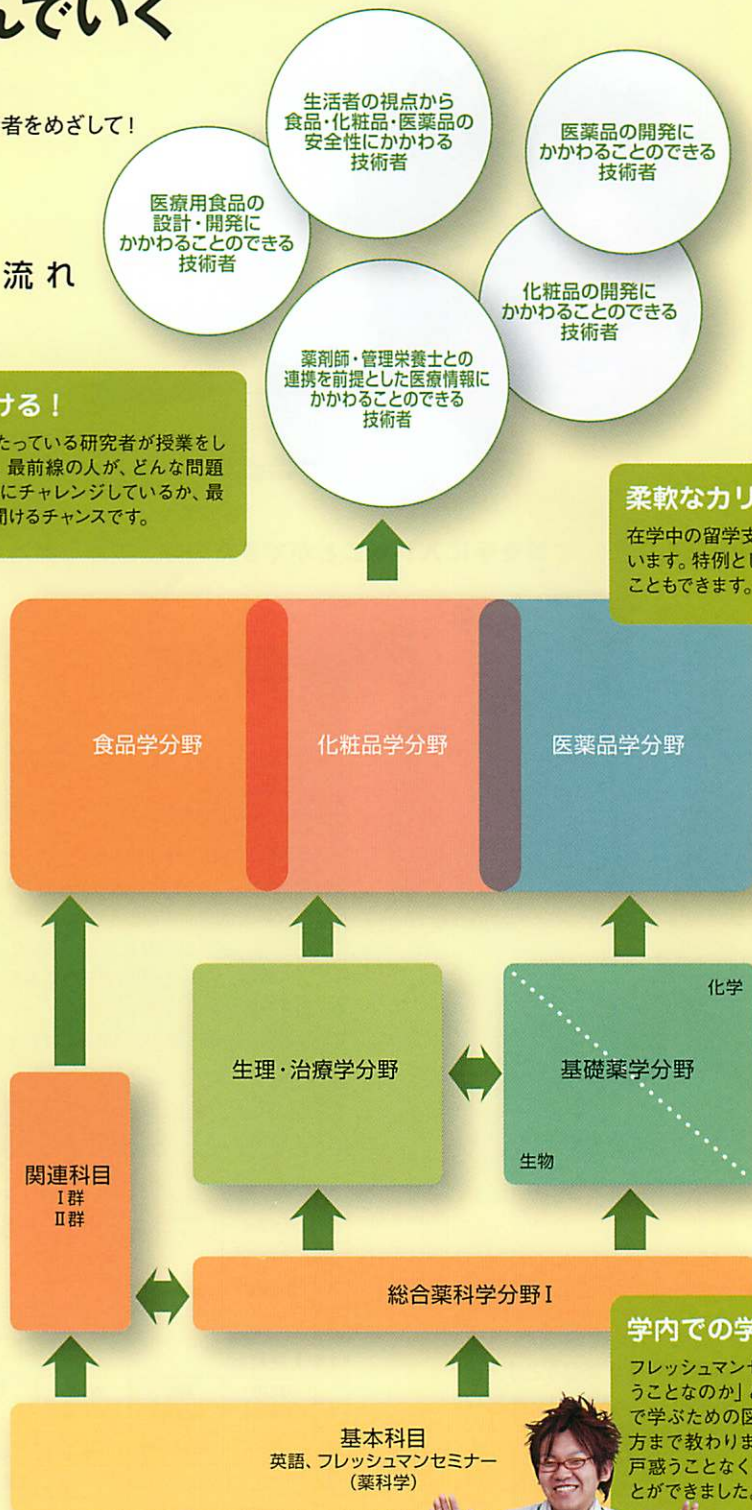 んでいく
者をめざして!
流れ
生活者の視点から
食品・化粧品・医薬品の
安全性にかかわる
技術者
医薬品の開発に
かかわることのできる
技術者
医療用食品の
設計・開発に
かかわることのできる
技術者
化粧品の開発に
かかわることのできる
技術者
薬剤師・管理栄養士との
連携を前提とした医療情報に
かかわることのできる
技術者
ける!
たっている研究者が授業をし
最前線の人が、どんな問題
にチャレンジしているか、最
聞けるチャンスです。
柔軟なカリ
在学中の留学支
います。特例とし
こともできます。
食品学分野
化粧品学分野
医薬品学分野
生理・治療学分野
化学
基礎薬学分野
生物
関連科目
Ⅰ群
Ⅱ群
総合薬科学分野Ⅰ
学内での学
フレッシュマンセ
うことなのか」
で学ぶための図
方まで教わりま
戸惑うことなく
とができました
基本科目
英語、フレッシュマンセミナー
(薬科学)